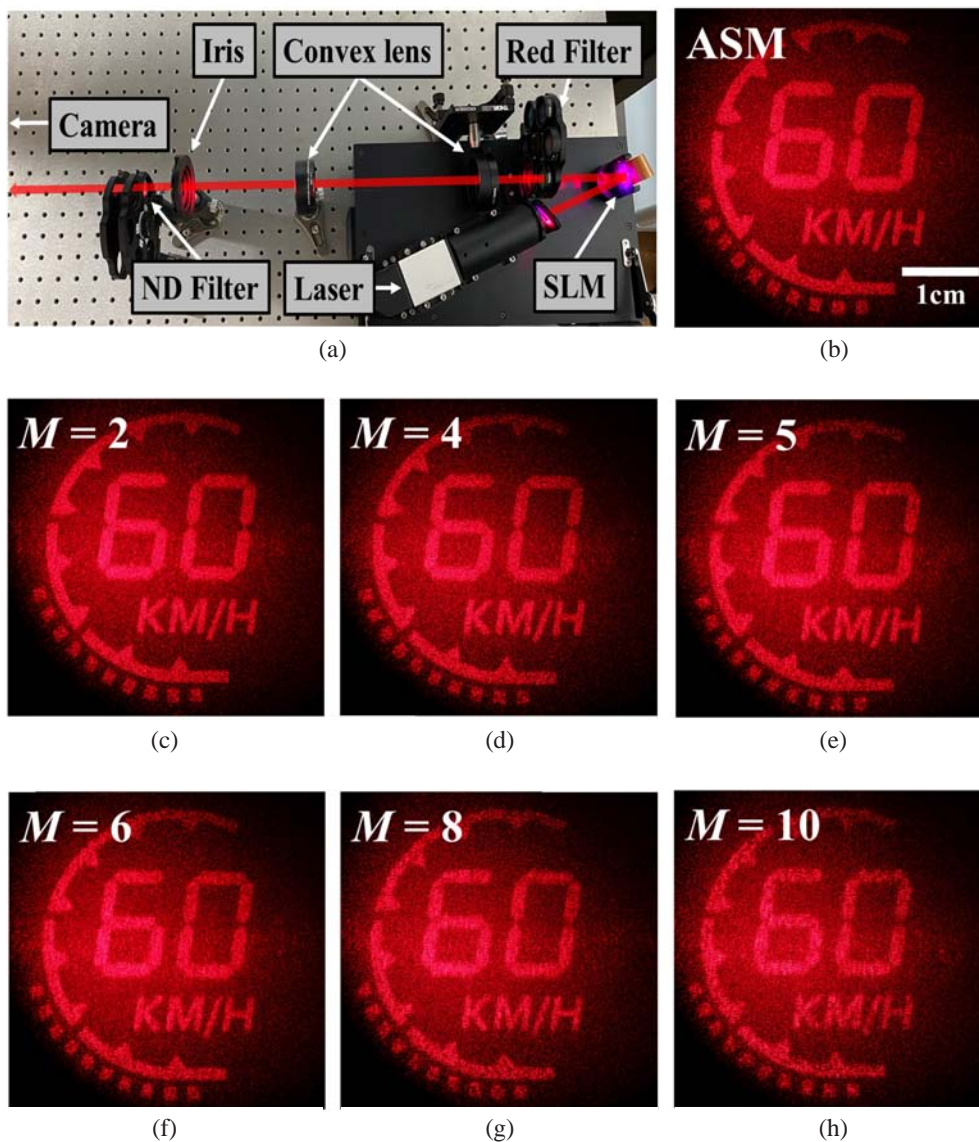 Iris
Convex lens
Red Filter
Camera
ND Filter
Laser
SLM
(a)
ASM
60
KM/H
1cm
(b)
M = 2
60
KM/H
(c)
M = 4
60
KM/H
(d)
M = 5
60
KM/H
(e)
M = 6
60
KM/H
(f)
M = 8
60
KM/H
(g)
M = 10
60
KM/H
(h)